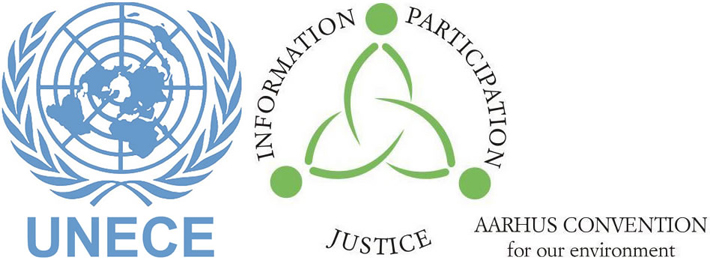 UNECE
INFORMATION
PARTICIPATION
JUSTICE
AARHUS CONVENTION
for our environment